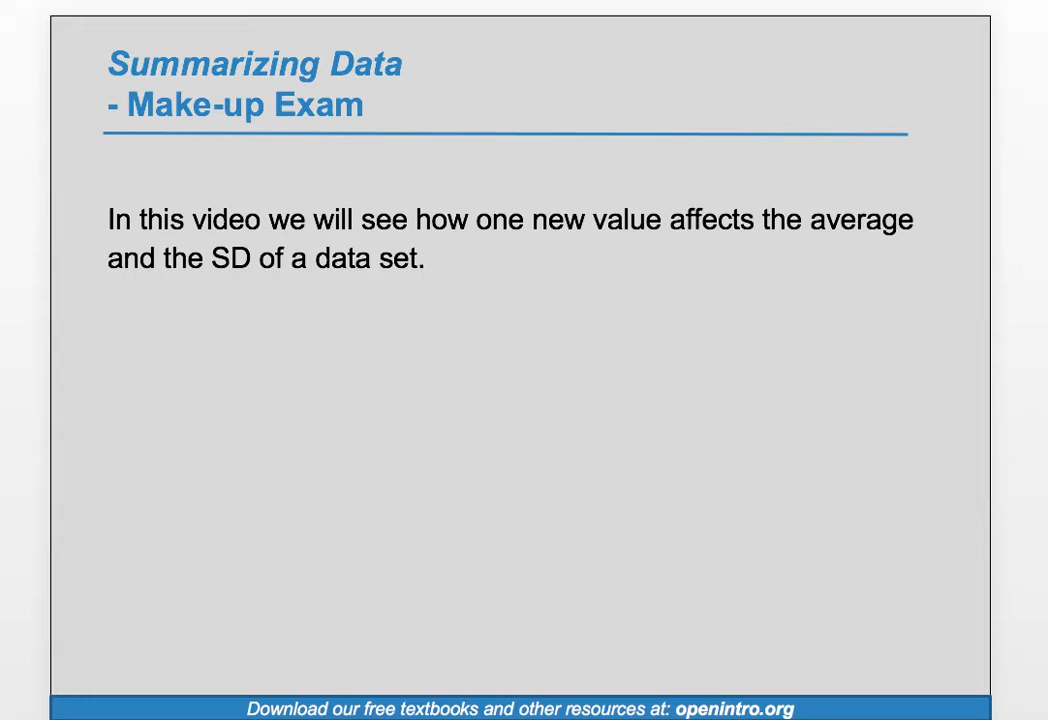 Summarizing Data
- Make-up Exam
In this video we will see how one new value affects the average
and the SD of a data set.
Download our free textbooks and other resources at: openintro.org